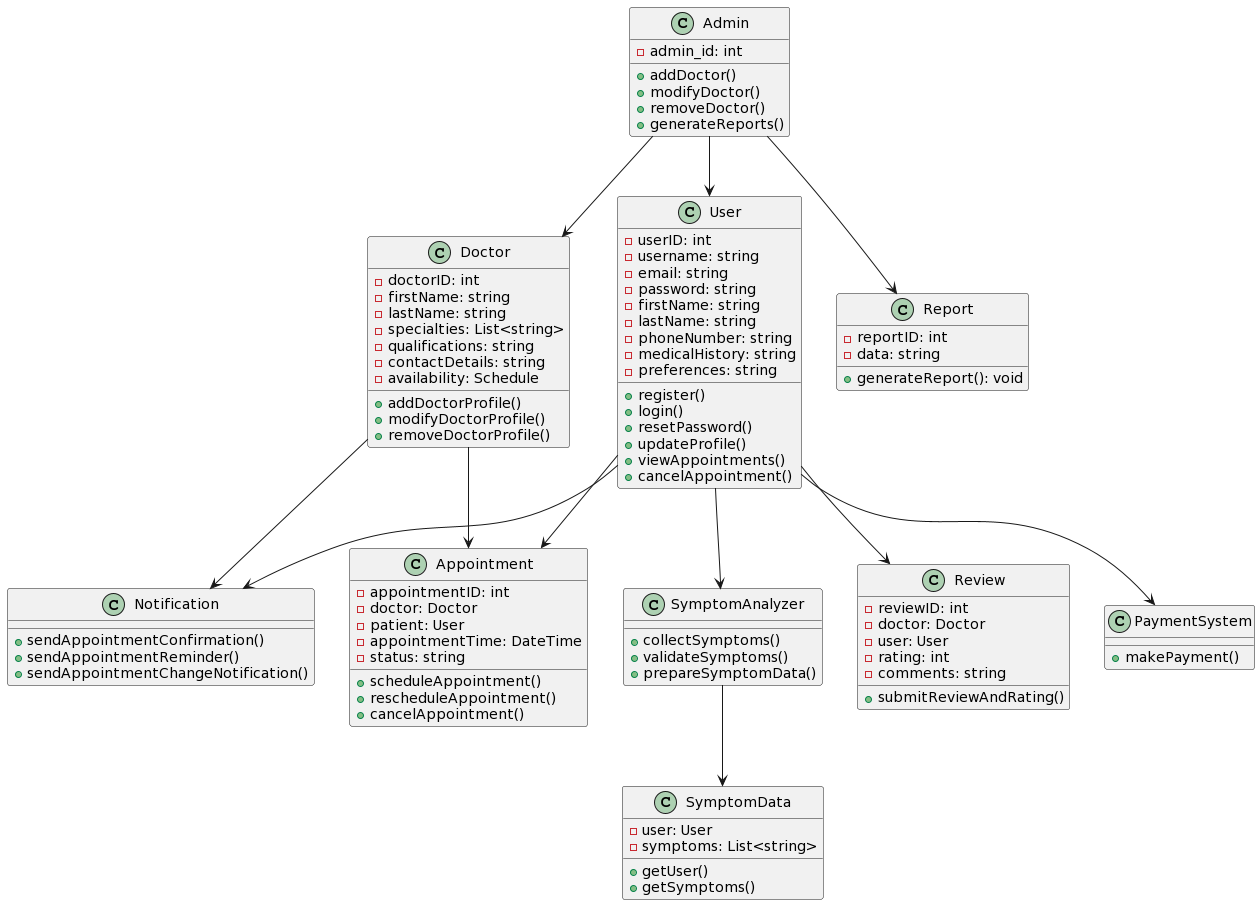 C Admin
admin_id: int
addDoctor()
modifyDoctor()
removeDoctor()
generateReports()
C Doctor
doctorID: int
firstName: string
lastName: string
specialties: List<string>
qualifications: string
contactDetails: string
availability: Schedule
addDoctorProfile()
modifyDoctorProfile()
removeDoctorProfile()
C User
userID: int
username: string
email: string
password: string
firstName: string
lastName: string
phoneNumber: string
medicalHistory: string
preferences: string
register()
login()
resetPassword()
updateProfile()
viewAppointments()
cancelAppointment()
C Report
reportID: int
data: string
generateReport(): void
C Notification
sendAppointmentConfirmation()
sendAppointmentReminder()
sendAppointmentChangeNotification()
C Appointment
appointmentID: int
doctor: Doctor
patient: User
appointmentTime: DateTime
status: string
scheduleAppointment()
rescheduleAppointment()
cancelAppointment()
C SymptomAnalyzer
collectSymptoms()
validateSymptoms()
prepareSymptomData()
C Review
reviewID: int
doctor: Doctor
user: User
rating: int
comments: string
submitReviewAndRating()
C PaymentSystem
makePayment()
C SymptomData
user: User
symptoms: List<string>
getUser()
getSymptoms()